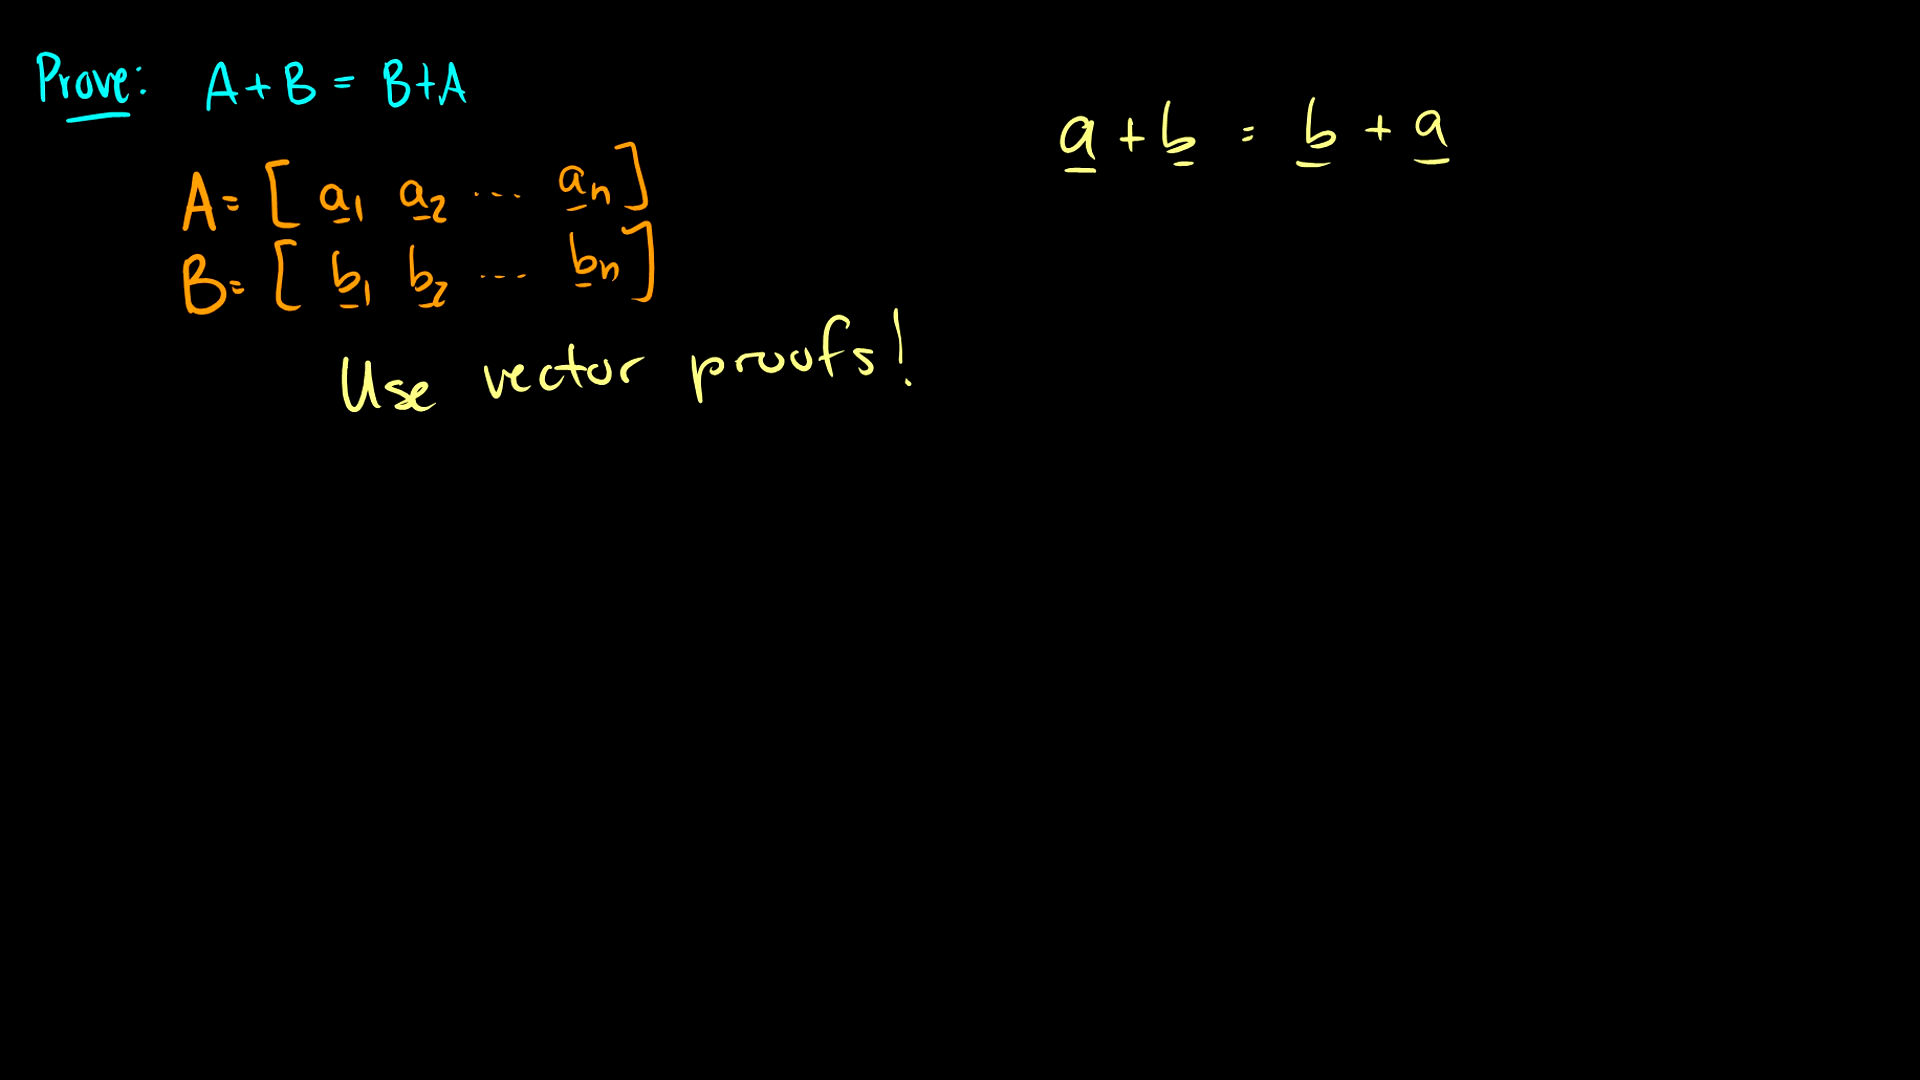 Prove: A + B = B + A
a + b = b + a
A = [ a1 a2 ... an ]
B = [ b1 b2 ... bn ]
Use vector proofs!